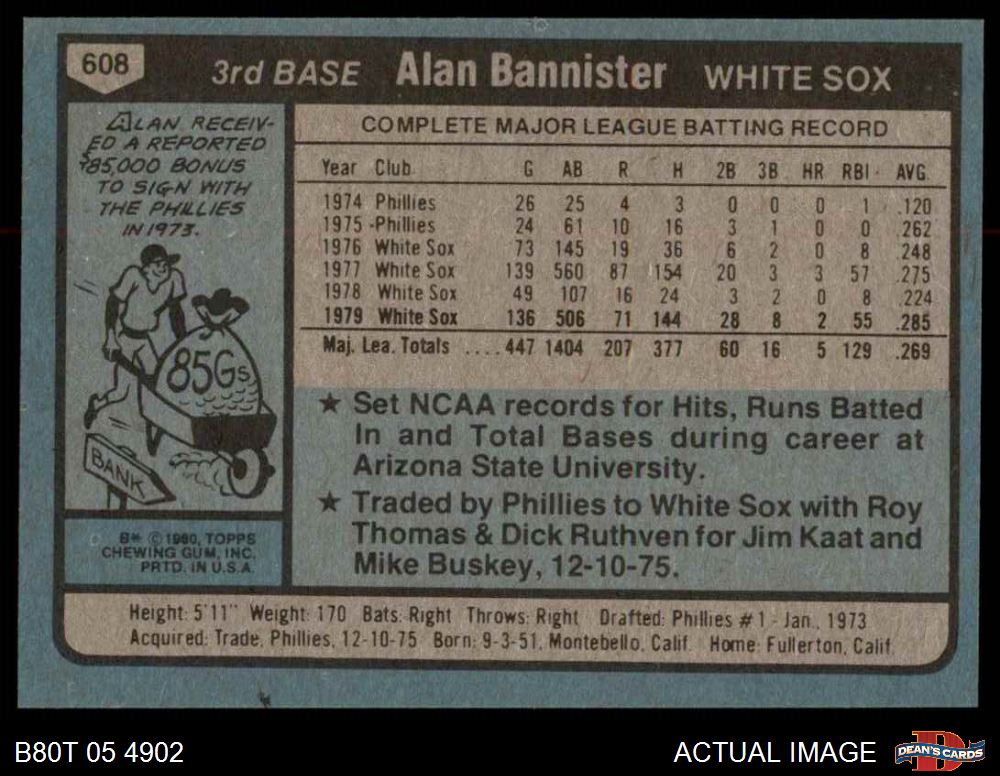 608
3rd BASE Alan Bannister WHITE SOX
ALAN RECEIV-
ED A REPORTED
$85,000 BONUS
TO SIGN WITH
THE PHILLIES
IN 1973.
85Gs
BANK
B* © 1980, TOPPS
CHEWING GUM, INC.
PRTD. IN U.S.A.
COMPLETE MAJOR LEAGUE BATTING RECORD
Year Club G AB R H 2B 3B HR RBI AVG.
1974 Phillies 26 25 4 3 0 0 0 1 .120
1975 Phillies 24 61 10 16 3 1 0 0 .262
1976 White Sox 73 145 19 36 6 2 0 8 .248
1977 White Sox 139 560 87 154 20 3 3 57 .275
1978 White Sox 49 107 16 24 3 2 0 8 .224
1979 White Sox 136 506 71 144 28 8 2 55 .285
Maj. Lea. Totals .... 447 1404 207 377 60 16 5 129 .269
★ Set NCAA records for Hits, Runs Batted
In and Total Bases during career at
Arizona State University.
★ Traded by Phillies to White Sox with Roy
Thomas & Dick Ruthven for Jim Kaat and
Mike Buskey, 12-10-75.
Height: 5'11" Weight: 170 Bats: Right Throws: Right Drafted: Phillies #1 - Jan., 1973
Acquired: Trade, Phillies, 12-10-75 Born: 9-3-51, Montebello, Calif. Home: Fullerton, Calif.
B80T 05 4902
ACTUAL IMAGE
DEAN'S CARDS